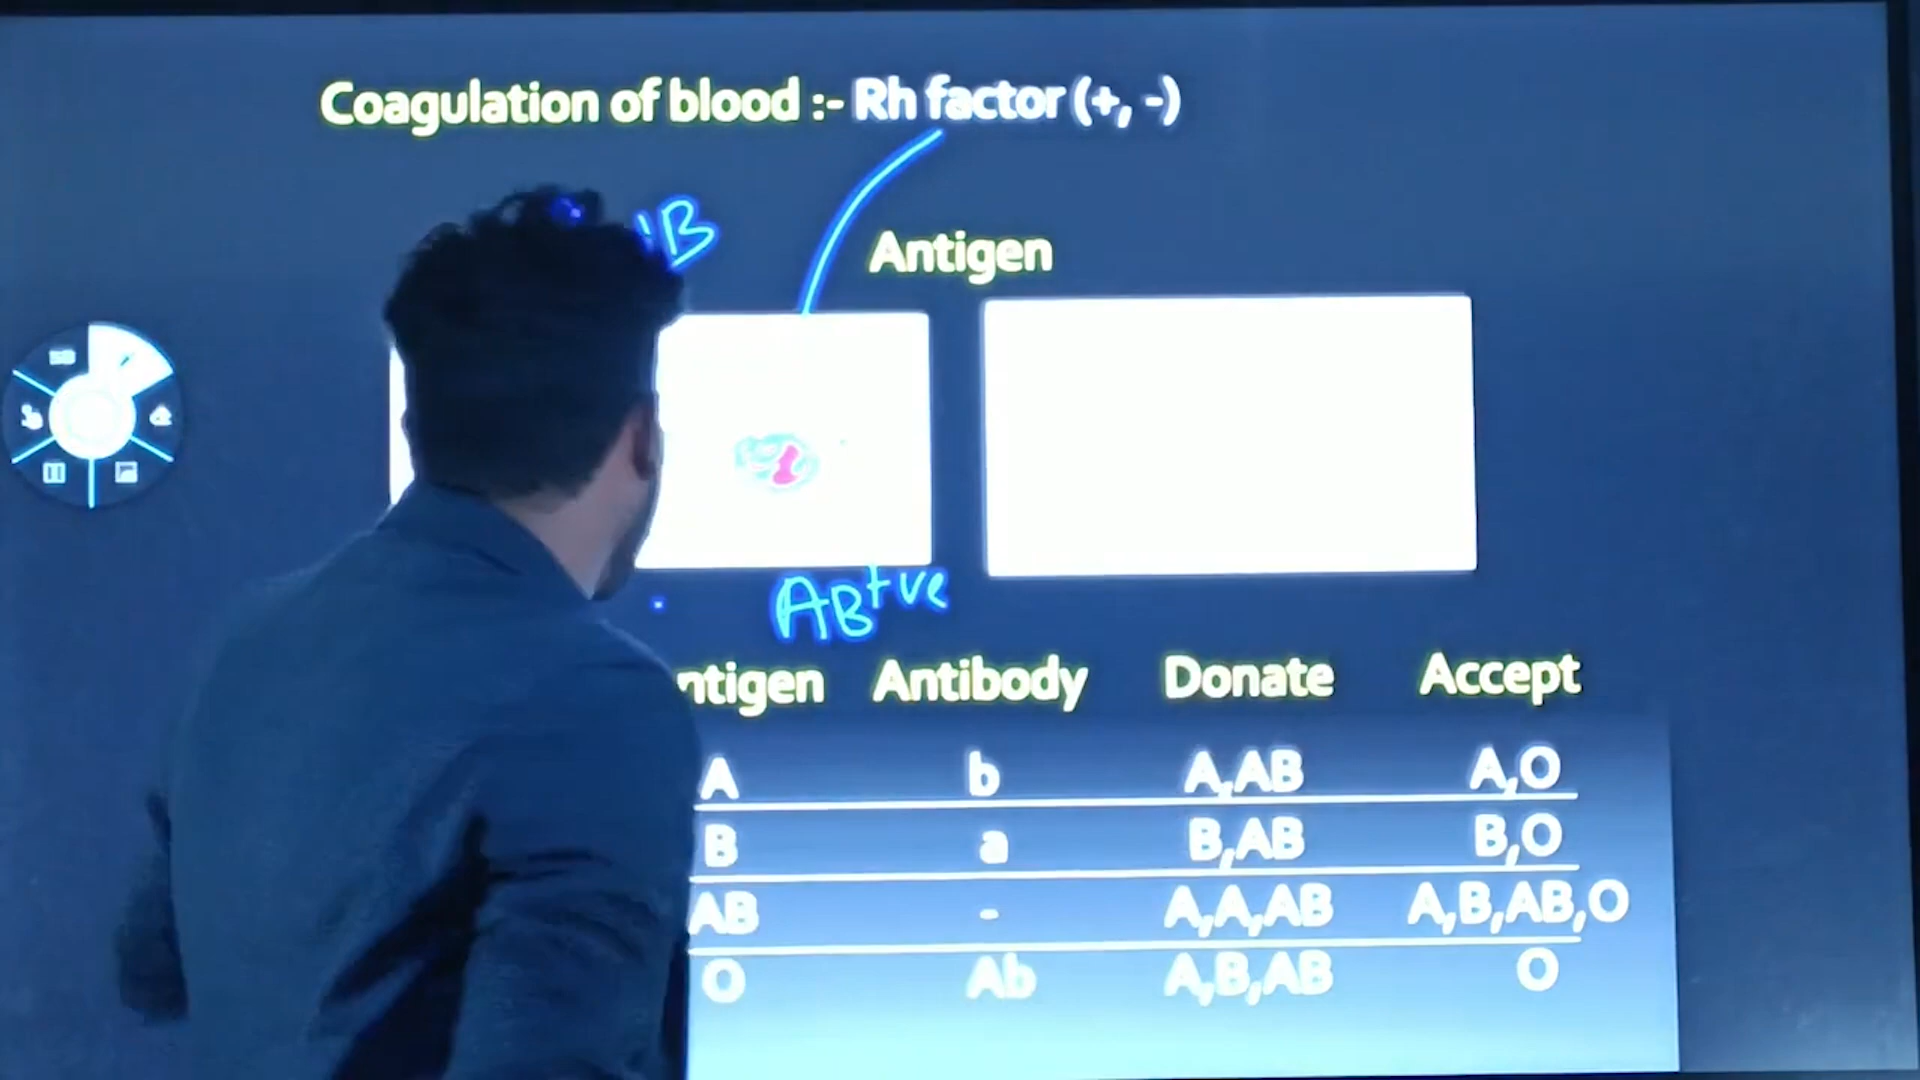 Coagulation of blood :- Rh factor (+, -)
B
Antigen
AB+ve
ntigen Antibody Donate Accept
A b A,AB A,O
B a B,AB B,O
AB - A,A,AB A,B,AB,O
O Ab A,B,AB O